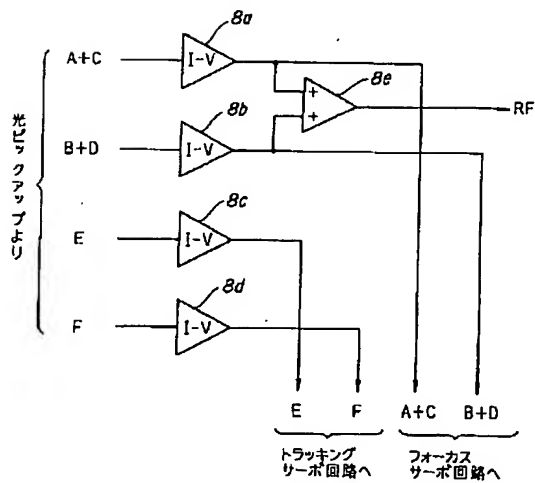 8a
A+C
I-V
8e
+
+
RF
8b
B+D
I-V
光ピックアップより
8c
E
I-V
8d
F
I-V
E F A+C B+D
トラッキング
サーボ回路へ
フォーカス
サーボ回路へ